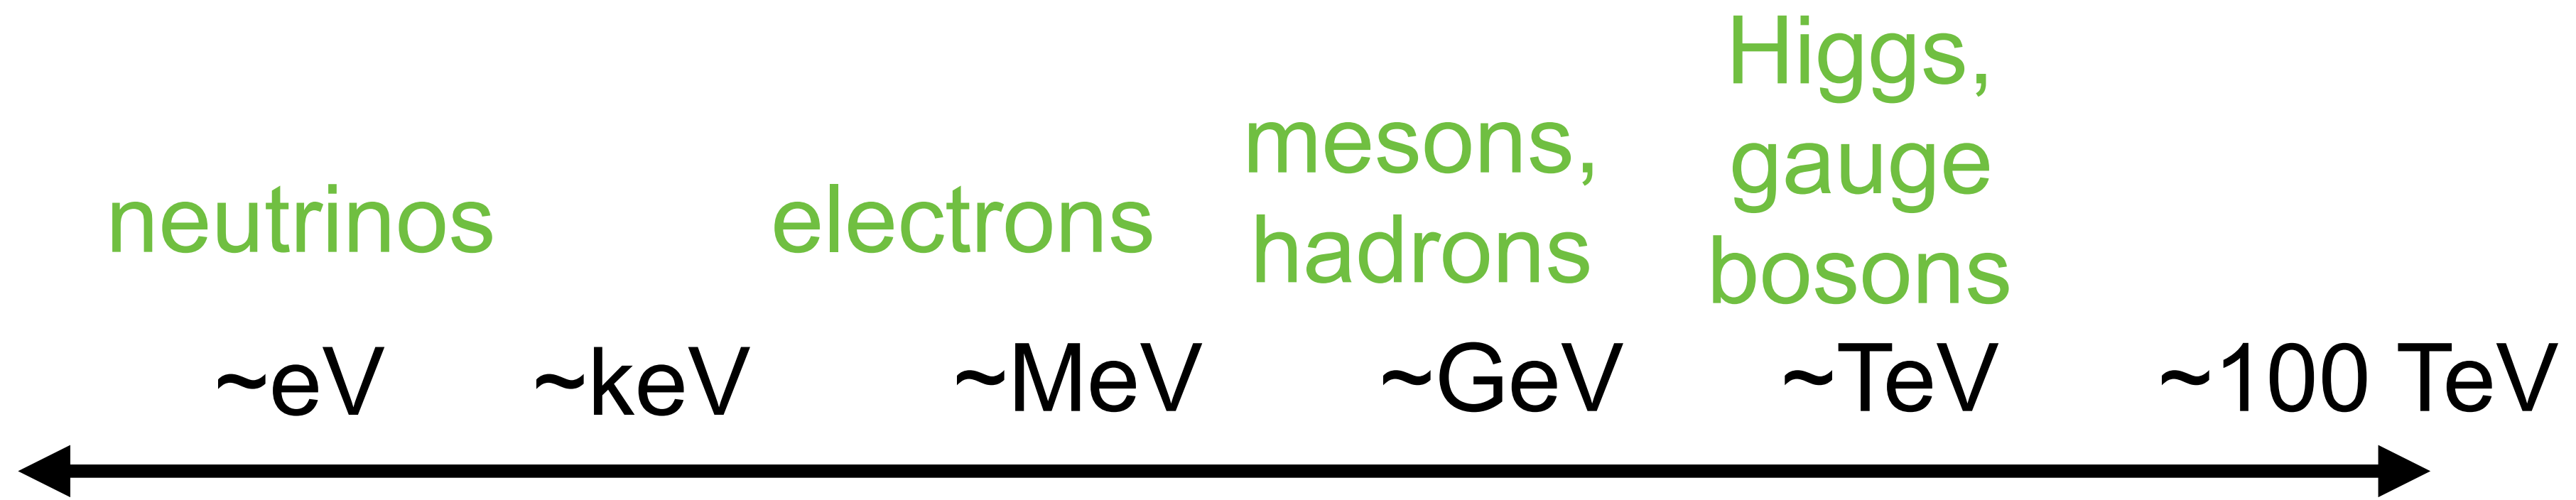 Higgs,
gauge
bosons
mesons,
hadrons
neutrinos
electrons
~eV
~keV
~MeV
~GeV
~TeV
~100 TeV